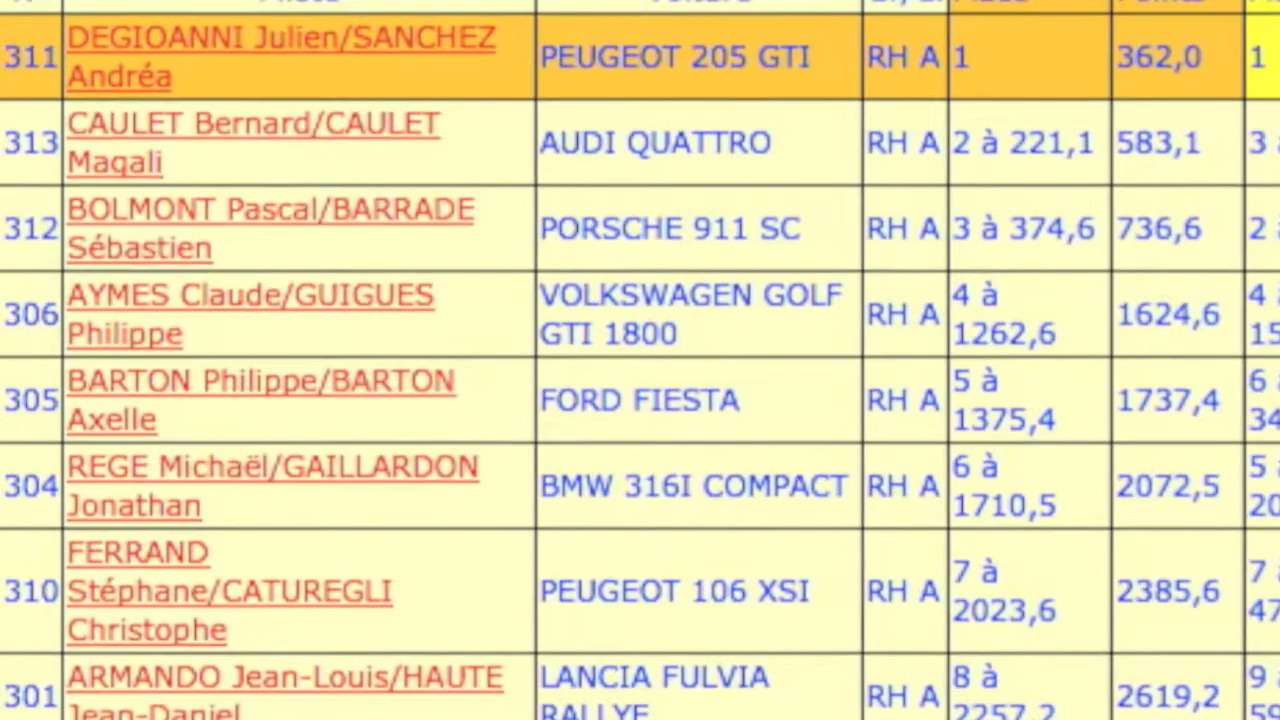 311 DEGIOANNI Julien/SANCHEZ Andréa PEUGEOT 205 GTI RH A 1 362,0 1
313 CAULET Bernard/CAULET Magali AUDI QUATTRO RH A 2 à 221,1 583,1 3
312 BOLMONT Pascal/BARRADE Sébastien PORSCHE 911 SC RH A 3 à 374,6 736,6 2
306 AYMES Claude/GUIGUES Philippe VOLKSWAGEN GOLF GTI 1800 RH A 4 à 1262,6 1624,6 4
305 BARTON Philippe/BARTON Axelle FORD FIESTA RH A 5 à 1375,4 1737,4 6
304 REGE Michaël/GAILLARDON Jonathan BMW 316I COMPACT RH A 6 à 1710,5 2072,5 5
310 FERRAND Stéphane/CATUREGLI Christophe PEUGEOT 106 XSI RH A 7 à 2023,6 2385,6 7
301 ARMANDO Jean-Louis/HAUTE Jean-Daniel LANCIA FULVIA RALLYE RH A 8 à 2257,2 2619,2 9